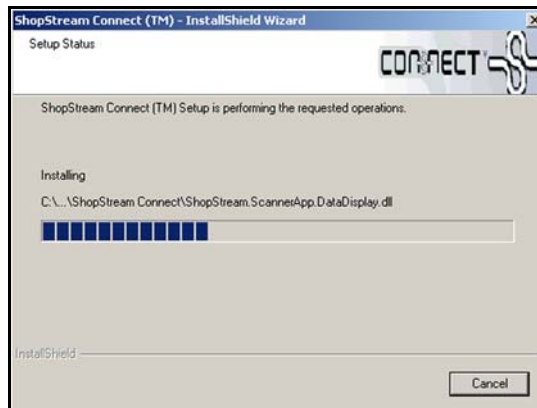 ShopStream Connect (TM) - InstallShield Wizard
Setup Status
CONNECT
ShopStream Connect (TM) Setup is performing the requested operations.
Installing
C:\...\ShopStream Connect\ShopStream.ScannerApp.DataDisplay.dll
InstallShield
Cancel